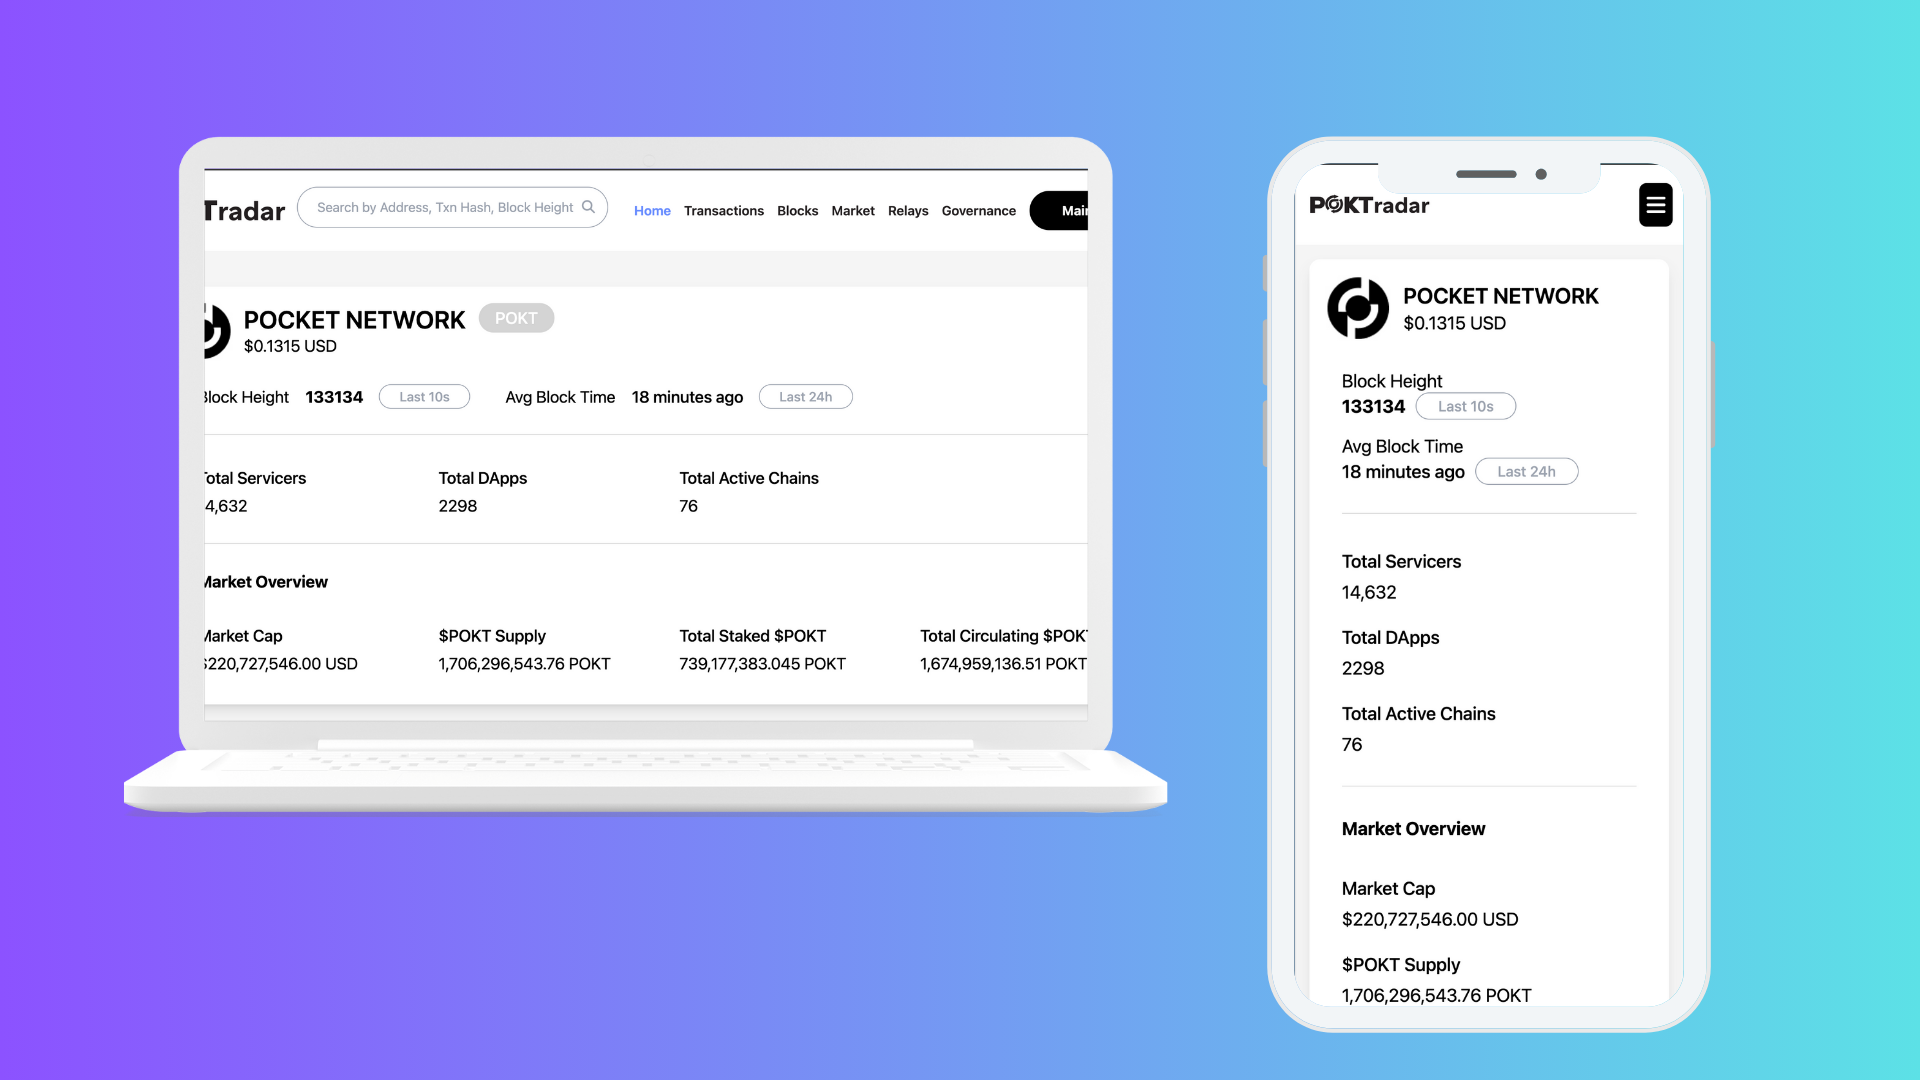 Tradar
Search by Address, Txn Hash, Block Height
Home Transactions Blocks Market Relays Governance
POCKET NETWORK POKT
$0.1315 USD
Block Height 133134 Last 10s Avg Block Time 18 minutes ago Last 24h
Total Servicers Total DApps Total Active Chains
4,632 2298 76
Market Overview
Market Cap $POKT Supply Total Staked $POKT Total Circulating $POKT
$220,727,546.00 USD 1,706,296,543.76 POKT 739,177,383.045 POKT 1,674,959,136.51 POKT
POKTradar
POCKET NETWORK
$0.1315 USD
Block Height
133134 Last 10s
Avg Block Time
18 minutes ago Last 24h
Total Servicers
14,632
Total DApps
2298
Total Active Chains
76
Market Overview
Market Cap
$220,727,546.00 USD
$POKT Supply
1,706,296,543.76 POKT